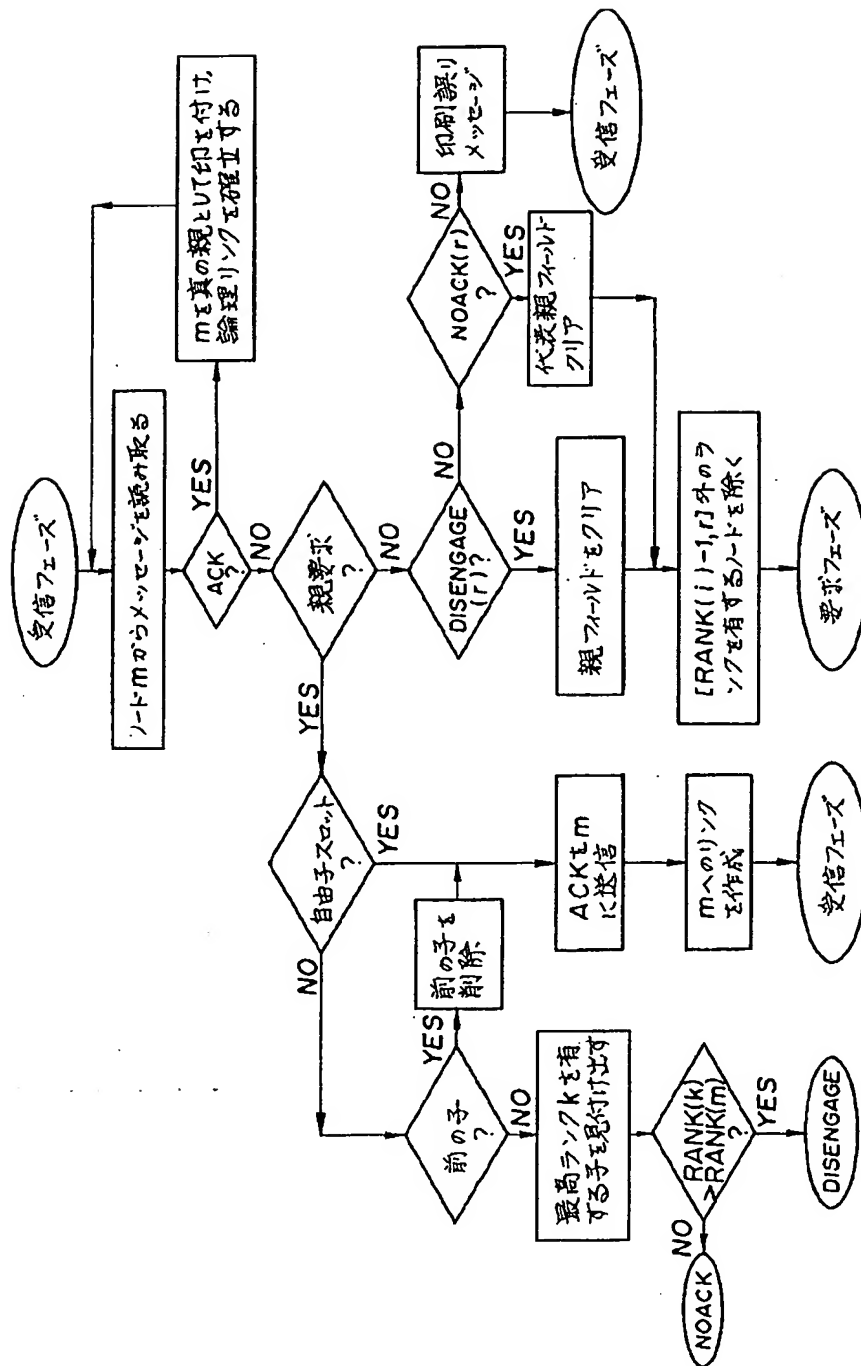 受信フェーズ
ノードmからメッセージを読み取る
ACK
?
YES
mを真の親として印を付け,
論理リンクを確立する
NO
親要求
?
YES
NO
自由子スロット
?
NO
YES
前の子
?
YES
前の子を
削除
NO
最高ランクkを有
する子を見付け出す
RANK(k)
>RANK(m)
?
NO
NOACK
YES
DISENGAGE
ACKをm
に送信
mへのリンク
を作成
受信フェーズ
DISENGAGE
(r)?
NO
YES
親フィールドをクリア
[RANK(i)-1,r]外のラ
ンクを有するノードを除く
要求フェーズ
NOACK(r)
?
NO
YES
代表親フィールド
クリア
印刷誤り
メッセージ
受信フェーズ